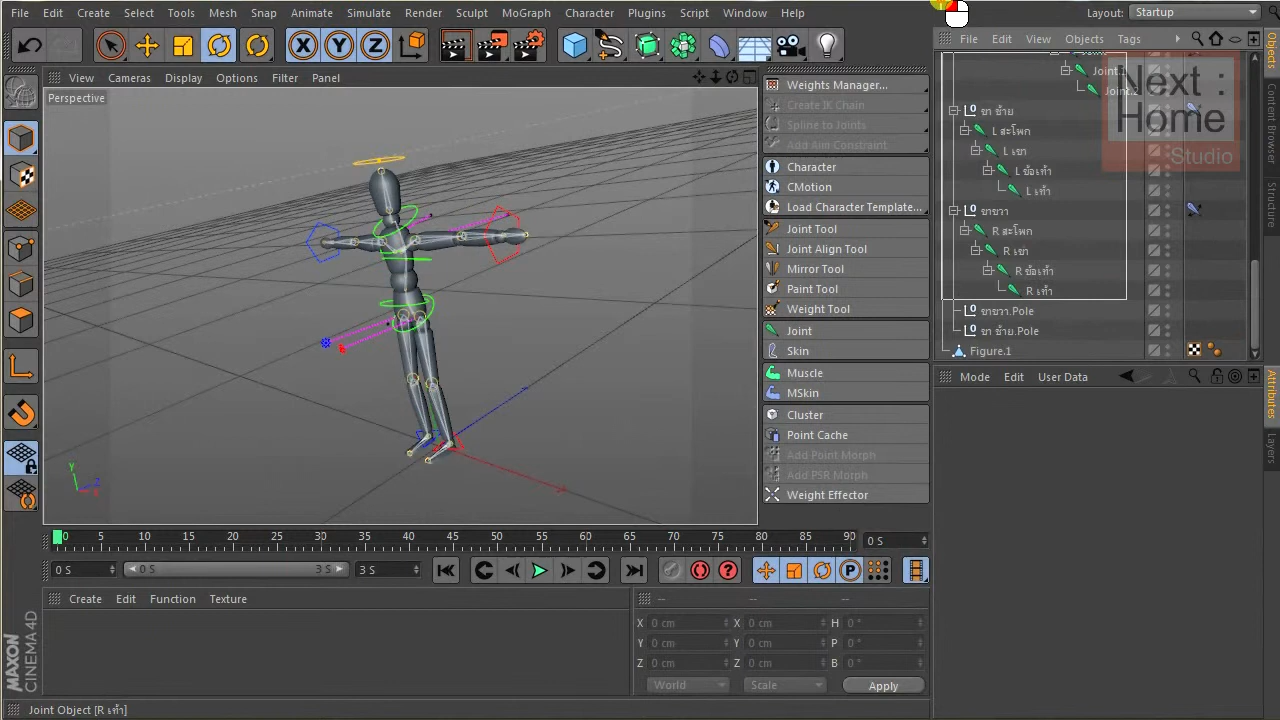 File Edit Create Select Tools Mesh Snap Animate Simulate Render Sculpt MoGraph Character Plugins Script Window Help
Layout: Startup
File Edit View Objects Tags
View Cameras Display Options Filter Panel
Perspective
Weights Manager...
Create IK Chain
Spline to Joints
Add Aim Constraint
Character
CMotion
Load Character Template...
Joint Tool
Joint Align Tool
Mirror Tool
Paint Tool
Weight Tool
Joint
Skin
Muscle
MSkin
Cluster
Point Cache
Add Point Morph
Add PSR Morph
Weight Effector
Joint.2
Next :
Home
Studio
ขา ซ้าย
L สะโพก
L เขา
L ข้อเท้า
L เท้า
ขาขวา
R สะโพก
R เขา
R ข้อเท้า
R เท้า
ขาขวา.Pole
ขา ซ้าย.Pole
Figure.1
Objects
Content Browser
Structure
Mode Edit User Data
Attributes
Layers
Y
X
Z
0 5 10 15 20 25 30 35 40 45 50 55 60 65 70 75 80 85 90
0 S
0 S
0 S 3 S
3 S
Create Edit Function Texture
-- -- --
X 0 cm X 0 cm H 0 °
Y 0 cm Y 0 cm P 0 °
Z 0 cm Z 0 cm B 0 °
World Scale Apply
MAXON
CINEMA 4D
Joint Object [R เท้า]